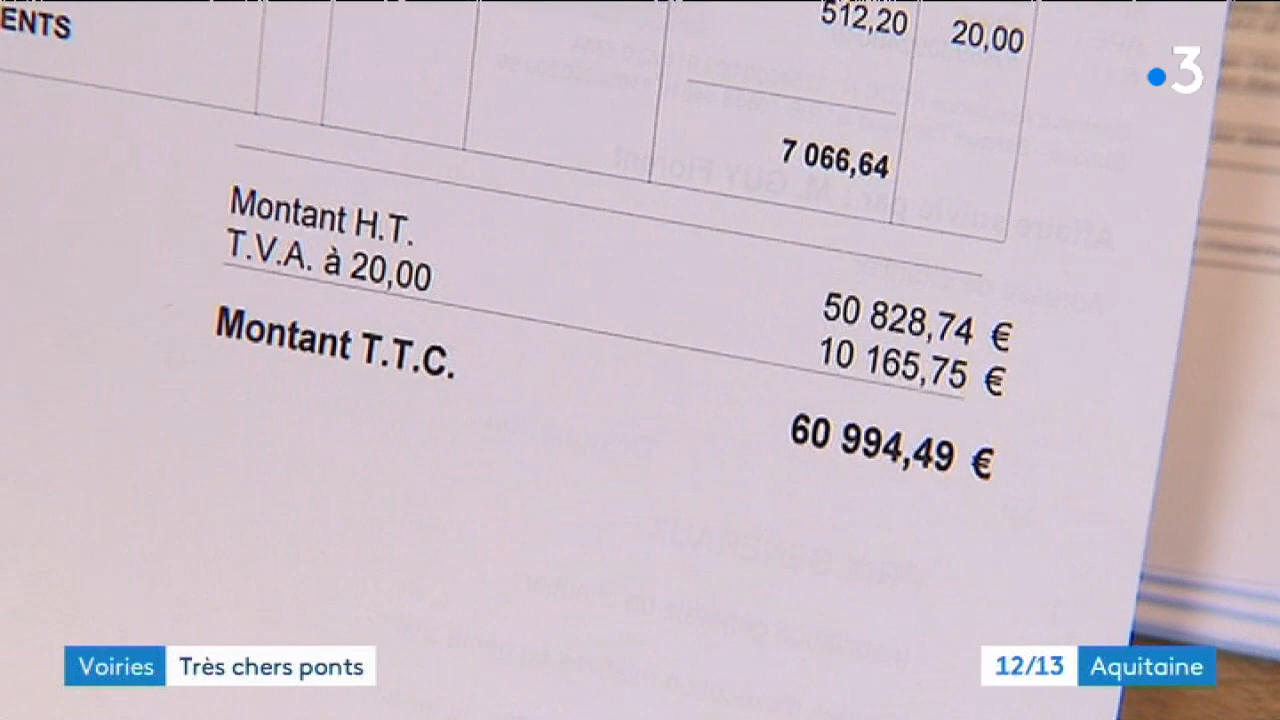 ENTS
512,20 20,00
3
7 066,64
Montant H.T. 50 828,74 €
T.V.A. à 20,00 10 165,75 €
Montant T.T.C. 60 994,49 €
Voiries Très chers ponts
12/13 Aquitaine